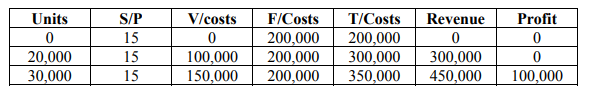 Units S/P V/costs F/Costs T/Costs Revenue Profit
0 15 0 200,000 200,000 0 0
20,000 15 100,000 200,000 300,000 300,000 0
30,000 15 150,000 200,000 350,000 450,000 100,000